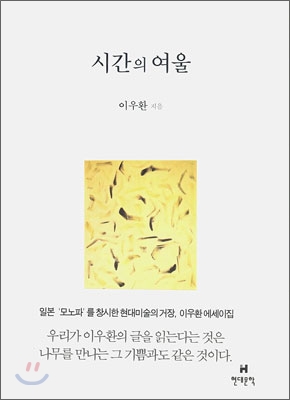 시간의 여울
이우환 지음
일본 '모노파'를 창시한 현대미술의 거장, 이우환 에세이집
우리가 이우환의 글을 읽는다는 것은
나무를 만나는 그 기쁨과도 같은 것이다.
현대문학